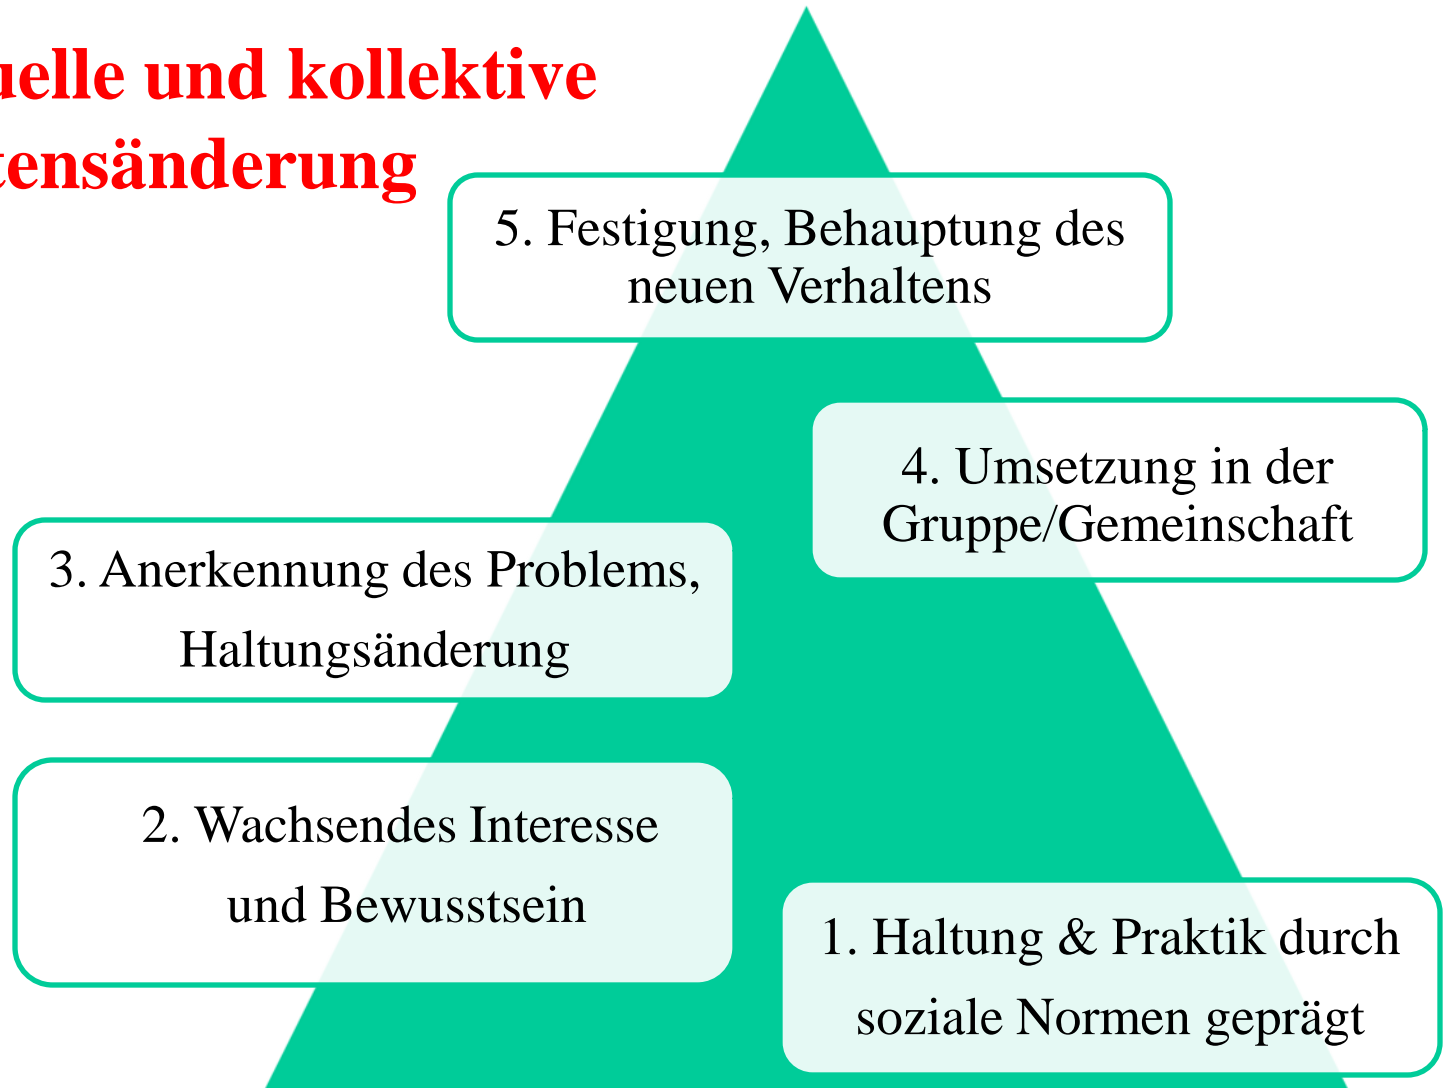 uelle und kollektive
tensänderung
5. Festigung, Behauptung des
neuen Verhaltens
4. Umsetzung in der
Gruppe/Gemeinschaft
3. Anerkennung des Problems,
Haltungsänderung
2. Wachsendes Interesse
und Bewusstsein
1. Haltung & Praktik durch
soziale Normen geprägt